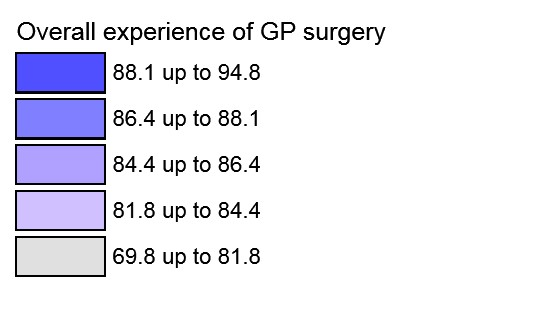 Overall experience of GP surgery
88.1 up to 94.8
86.4 up to 88.1
84.4 up to 86.4
81.8 up to 84.4
69.8 up to 81.8